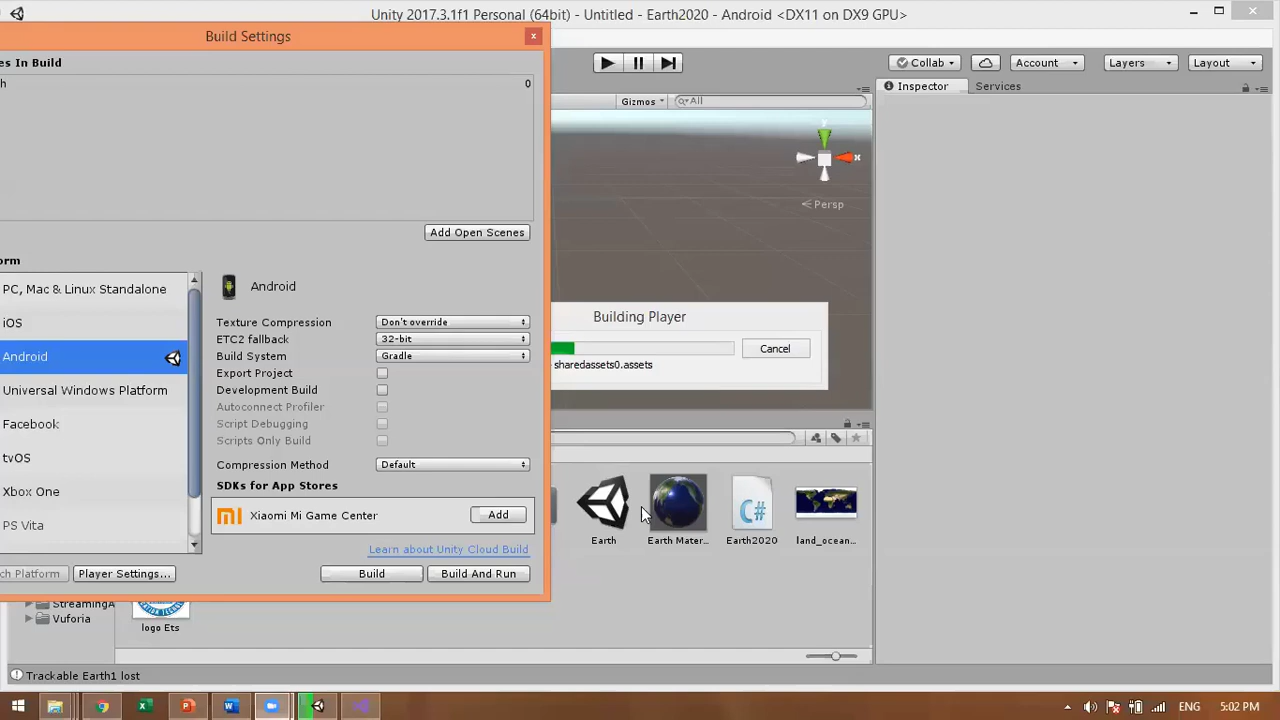 Unity 2017.3.1f1 Personal (64bit) - Untitled - Earth2020 - Android <DX11 on DX9 GPU>
Build Settings
es In Build
h 0
Add Open Scenes
orm
PC, Mac & Linux Standalone
iOS
Android
Universal Windows Platform
Facebook
tvOS
Xbox One
PS Vita
Android
Texture Compression Don't override
ETC2 fallback 32-bit
Build System Gradle
Export Project
Development Build
Autoconnect Profiler
Script Debugging
Scripts Only Build
Compression Method Default
SDKs for App Stores
Xiaomi Mi Game Center Add
Learn about Unity Cloud Build
ch Platform Player Settings... Build Build And Run
Collab Account Layers Layout
Gizmos All
Inspector Services
y
x
Persp
Building Player
Cancel
sharedassets0.assets
Earth Earth Mater... Earth2020 land_ocean...
C#
StreamingA
Vuforia
logo Ets
Trackable Earth1 lost
ENG 5:02 PM